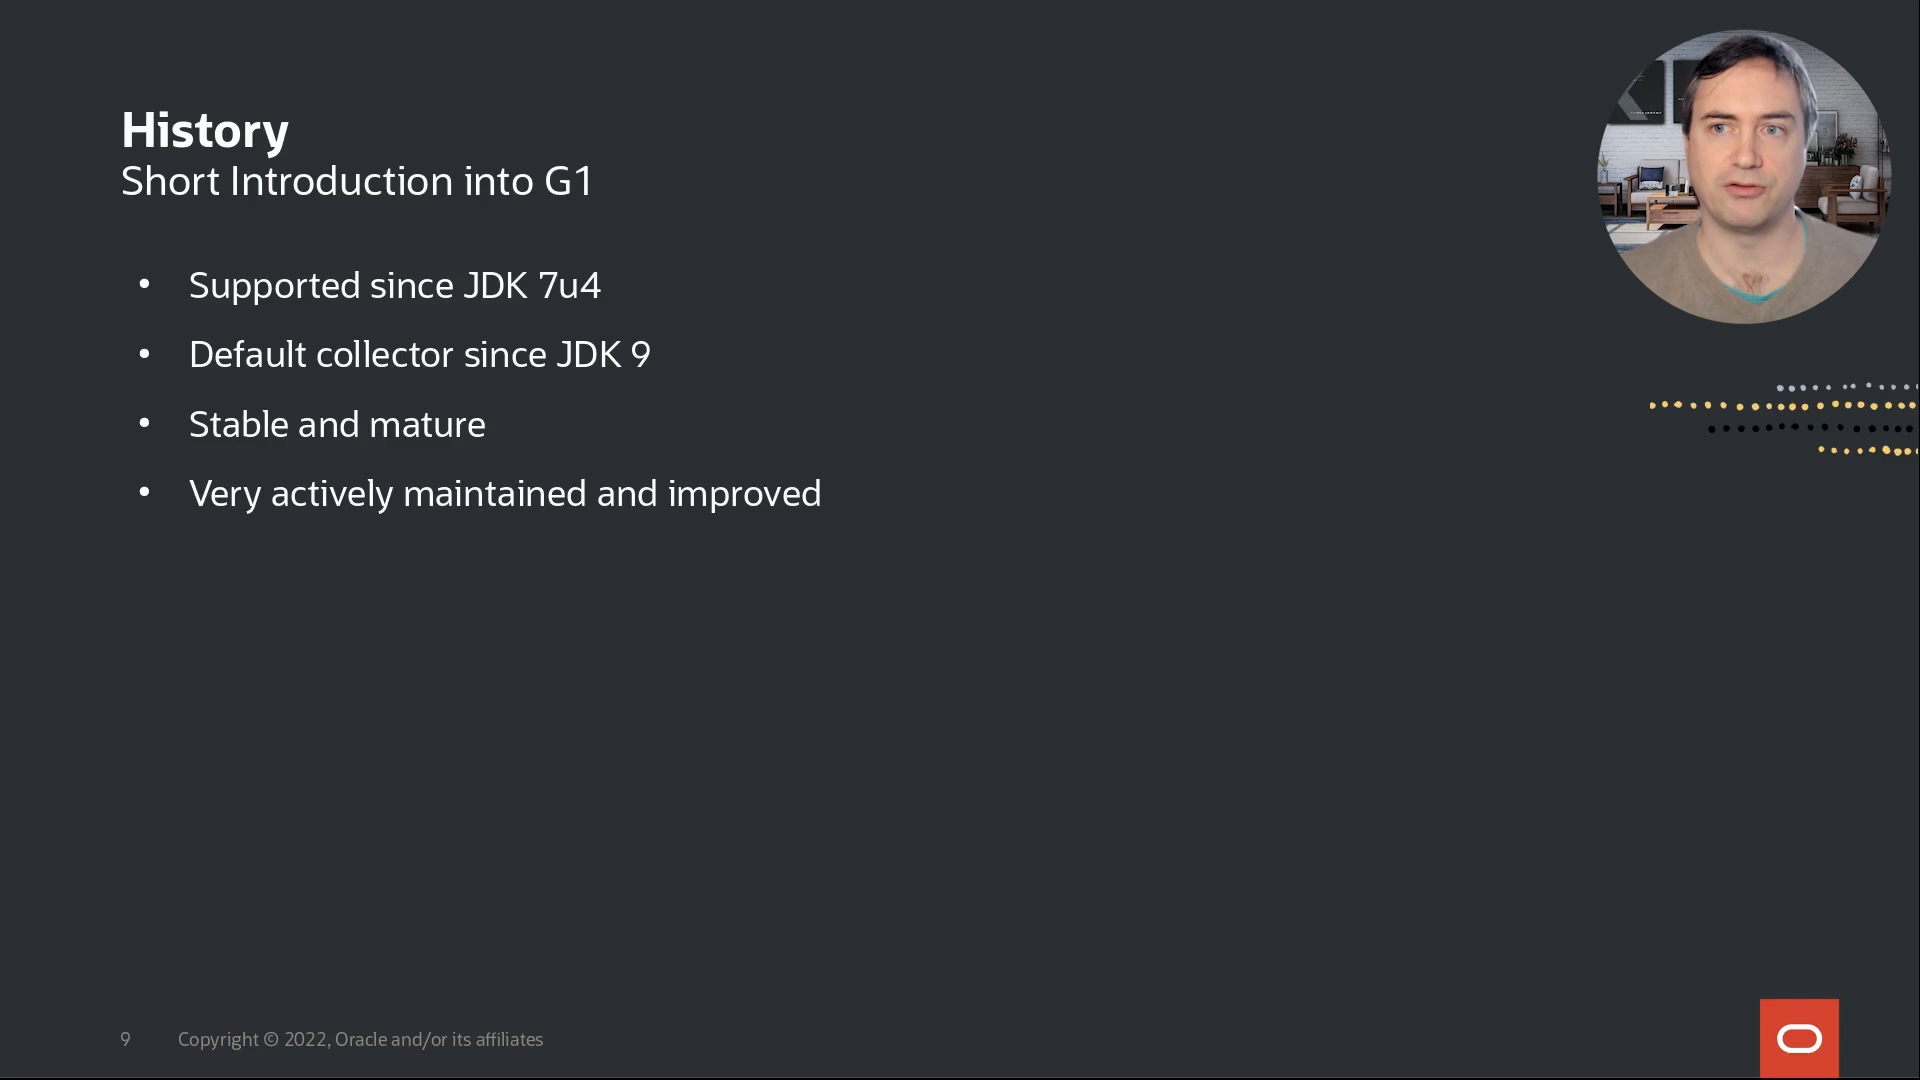 History
Short Introduction into G1
• Supported since JDK 7u4
• Default collector since JDK 9
• Stable and mature
• Very actively maintained and improved
9 Copyright © 2022, Oracle and/or its affiliates